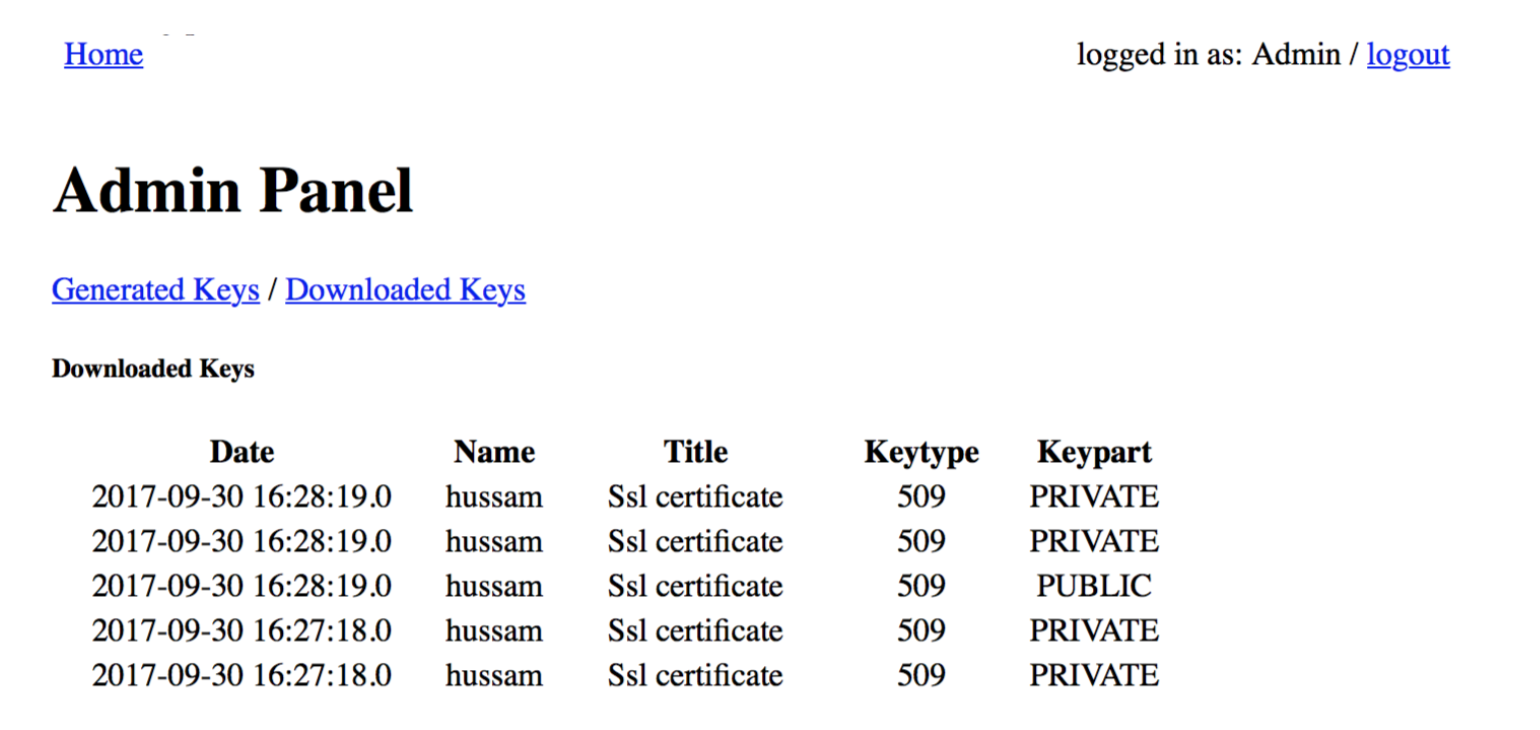 Home logged in as: Admin / logout
Admin Panel
Generated Keys / Downloaded Keys
Downloaded Keys
Date Name Title Keytype Keypart
2017-09-30 16:28:19.0 hussam Ssl certificate 509 PRIVATE
2017-09-30 16:28:19.0 hussam Ssl certificate 509 PRIVATE
2017-09-30 16:28:19.0 hussam Ssl certificate 509 PUBLIC
2017-09-30 16:27:18.0 hussam Ssl certificate 509 PRIVATE
2017-09-30 16:27:18.0 hussam Ssl certificate 509 PRIVATE